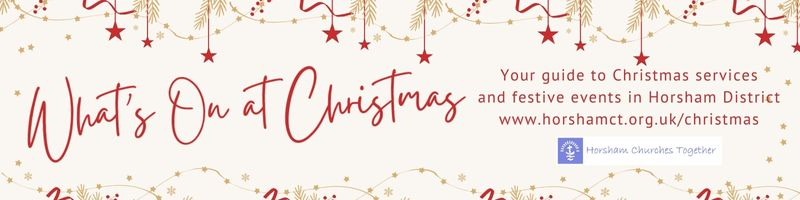 What's On at Christmas
Your guide to Christmas services
and festive events in Horsham District
www.horshamct.org.uk/christmas
Horsham Churches Together